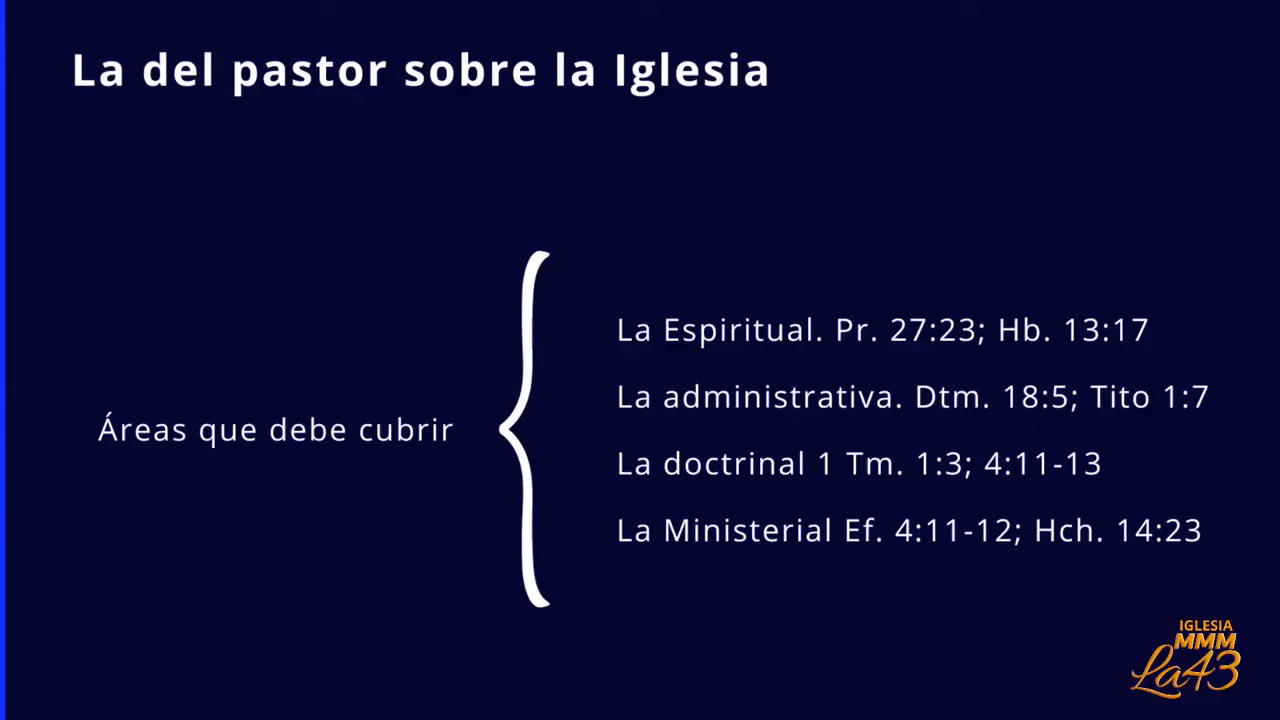 La del pastor sobre la Iglesia
Áreas que debe cubrir
La Espiritual. Pr. 27:23; Hb. 13:17
La administrativa. Dtm. 18:5; Tito 1:7
La doctrinal 1 Tm. 1:3; 4:11-13
La Ministerial Ef. 4:11-12; Hch. 14:23
IGLESIA
MMM
La43